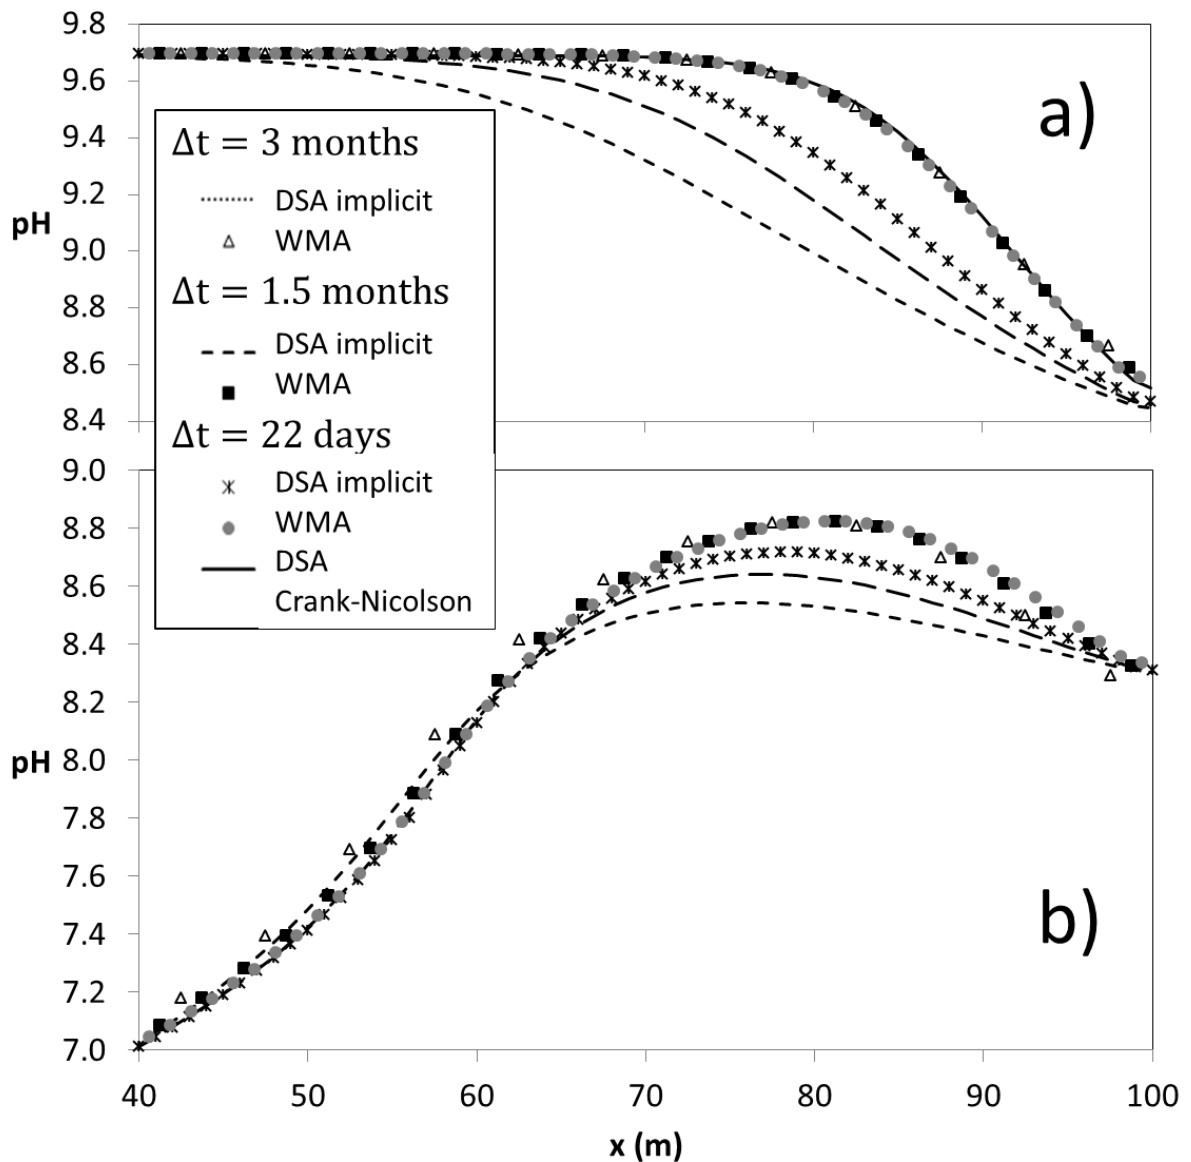 9.8
9.6
9.4
9.2
pH
9.0
8.8
8.6
8.4
a)
Δt = 3 months
DSA implicit
WMA
Δt = 1.5 months
DSA implicit
WMA
Δt = 22 days
DSA implicit
WMA
DSA
Crank-Nicolson
9.0
8.8
8.6
8.4
8.2
pH
8.0
7.8
7.6
7.4
7.2
7.0
b)
40 50 60 70 80 90 100
x (m)